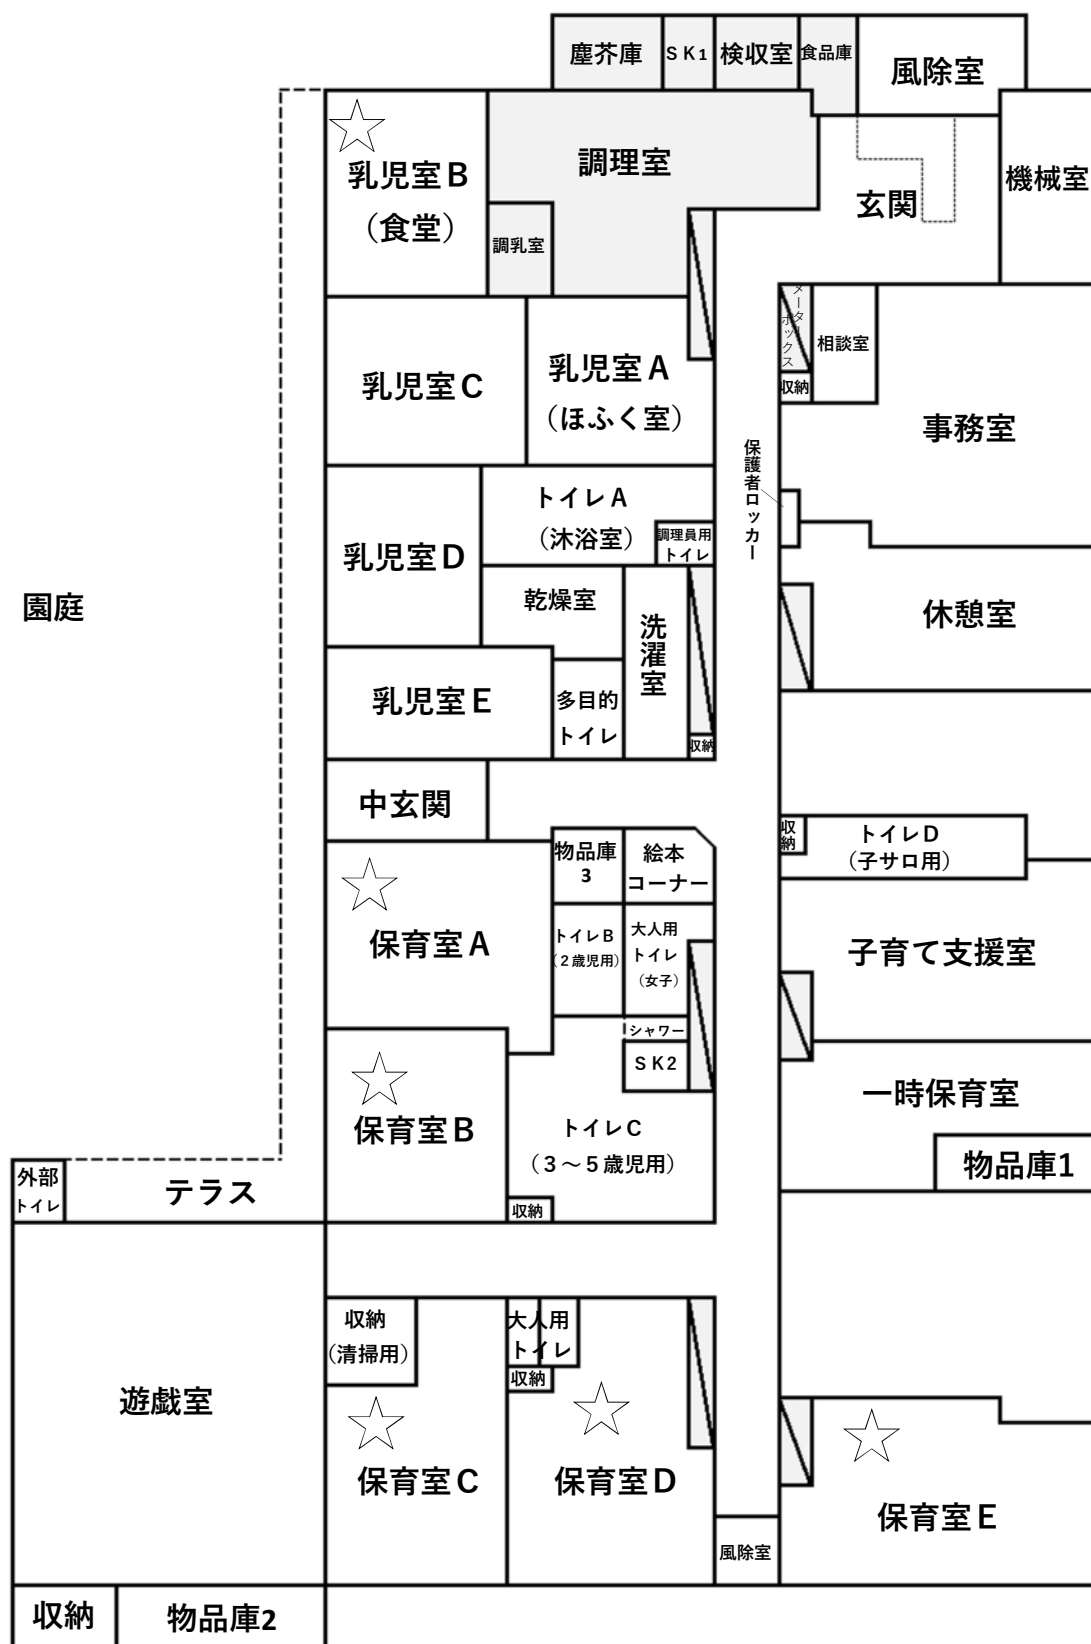 塵芥庫
ＳＫ1
検収室
食品庫
風除室
乳児室Ｂ
（食堂）
調理室
調乳室
玄関
機械室
メーター
ボックス
相談室
収納
乳児室Ｃ
乳児室Ａ
（ほふく室）
事務室
保護者ロッカー
トイレＡ
（沐浴室）
調理員用
トイレ
乳児室Ｄ
乾燥室
洗濯室
園庭
休憩室
乳児室Ｅ
多目的
トイレ
収納
中玄関
物品庫
3
絵本
コーナー
収納
トイレＤ
（子サロ用）
保育室Ａ
トイレＢ
（２歳児用）
大人用
トイレ
（女子）
子育て支援室
シャワー
ＳＫ2
保育室Ｂ
トイレＣ
（３～５歳児用）
収納
一時保育室
物品庫1
外部
トイレ
テラス
収納
（清掃用）
大人用
トイレ
収納
遊戯室
保育室Ｃ
保育室Ｄ
保育室Ｅ
風除室
収納
物品庫2